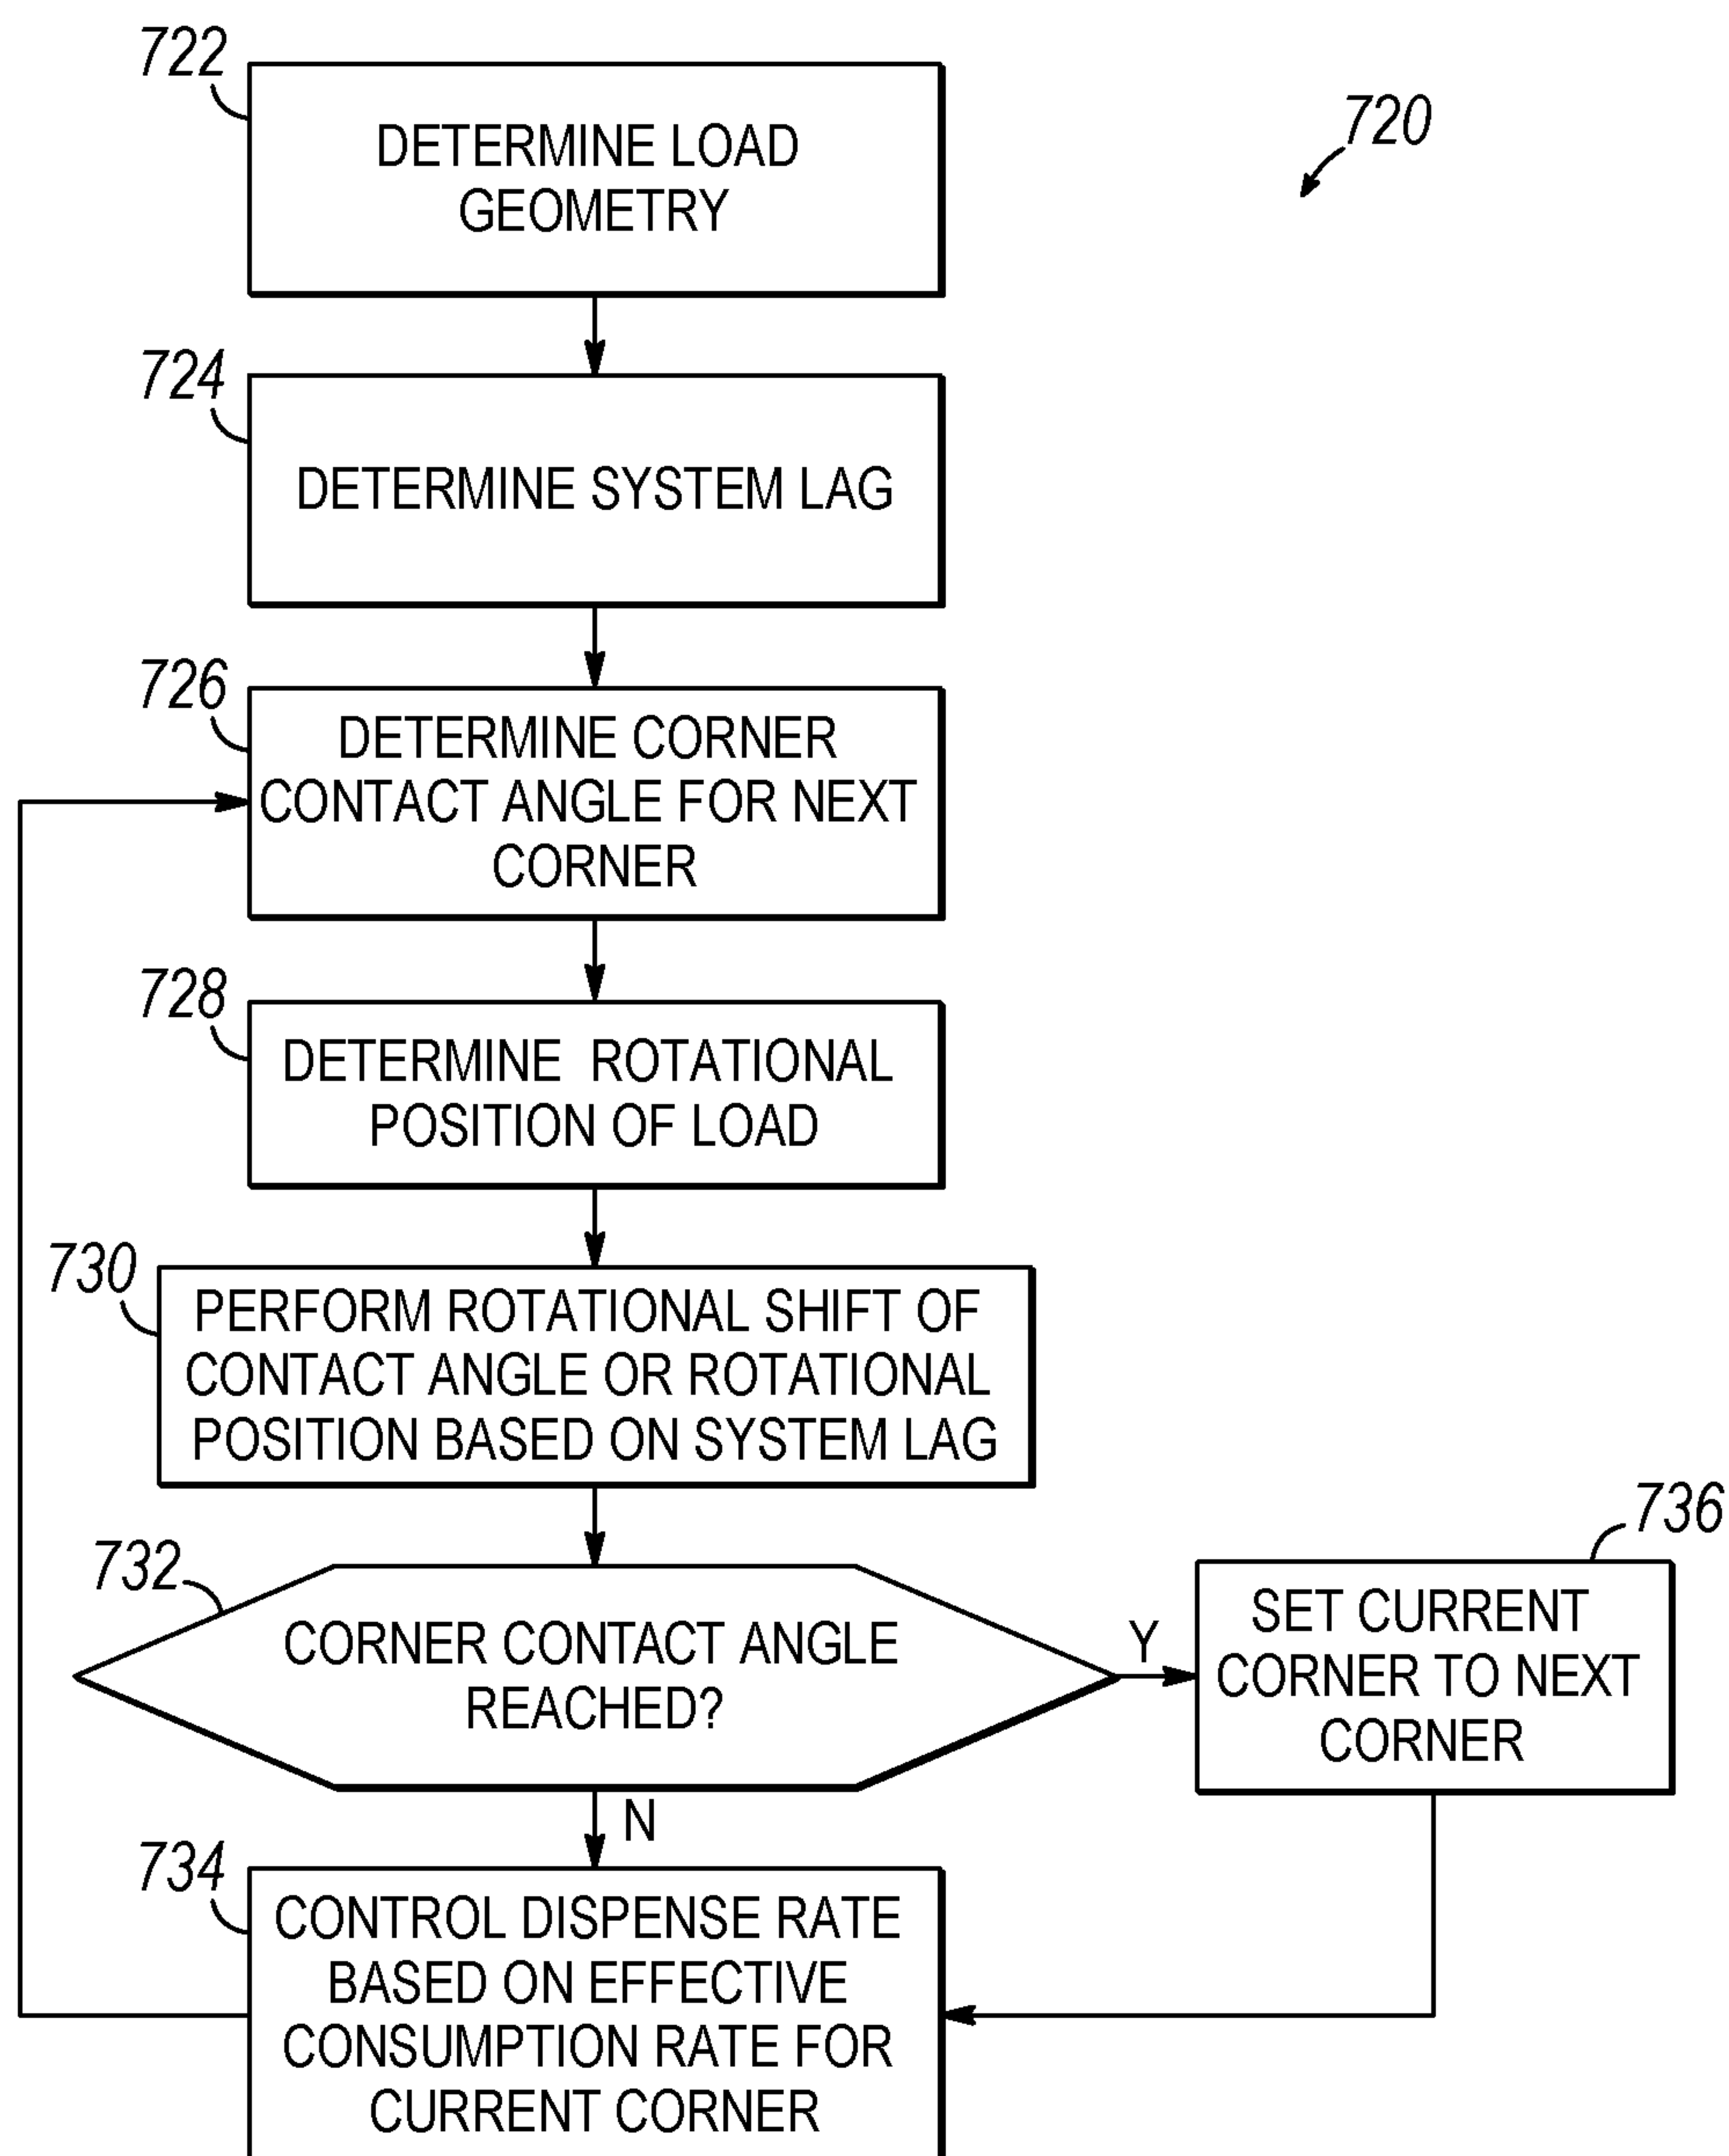 722
DETERMINE LOAD
GEOMETRY
720
724
DETERMINE SYSTEM LAG
726
DETERMINE CORNER
CONTACT ANGLE FOR NEXT
CORNER
728
DETERMINE ROTATIONAL
POSITION OF LOAD
730
PERFORM ROTATIONAL SHIFT OF
CONTACT ANGLE OR ROTATIONAL
POSITION BASED ON SYSTEM LAG
732
CORNER CONTACT ANGLE
REACHED?
Y
736
SET CURRENT
CORNER TO NEXT
CORNER
N
734
CONTROL DISPENSE RATE
BASED ON EFFECTIVE
CONSUMPTION RATE FOR
CURRENT CORNER